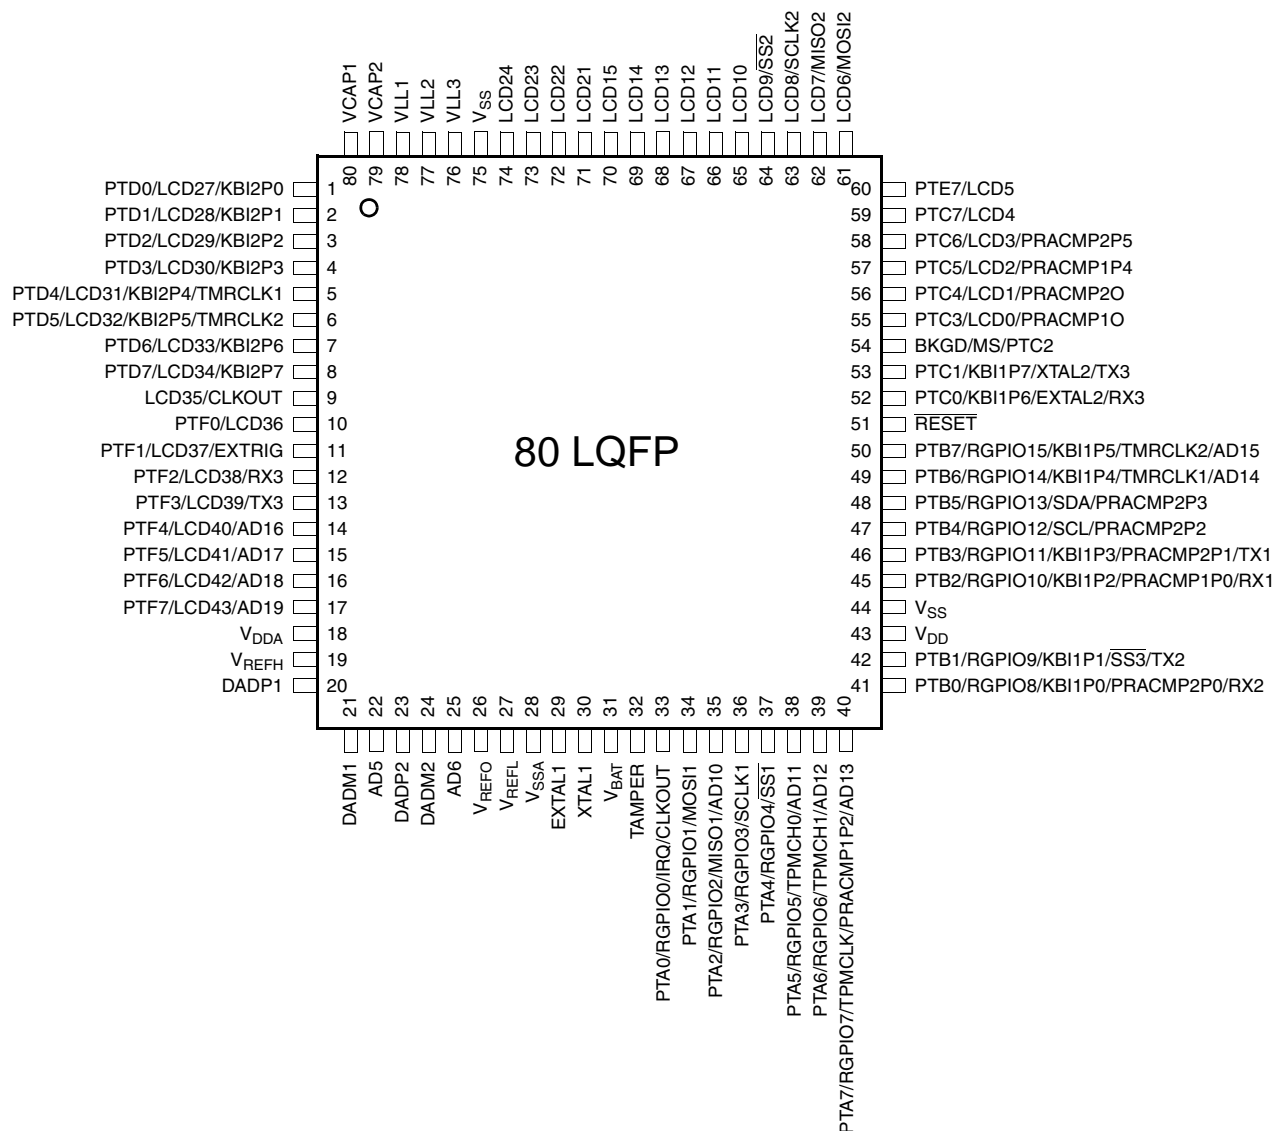 VCAP1
VCAP2
VLL1
VLL2
VLL3
VSS
LCD24
LCD23
LCD22
LCD21
LCD15
LCD14
LCD13
LCD12
LCD11
LCD10
LCD9/SS2
LCD8/SCLK2
LCD7/MISO2
LCD6/MOSI2
80
79
78
77
76
75
74
73
72
71
70
69
68
67
66
65
64
63
62
61
PTD0/LCD27/KBI2P0 1
PTD1/LCD28/KBI2P1 2
PTD2/LCD29/KBI2P2 3
PTD3/LCD30/KBI2P3 4
PTD4/LCD31/KBI2P4/TMRCLK1 5
PTD5/LCD32/KBI2P5/TMRCLK2 6
PTD6/LCD33/KBI2P6 7
PTD7/LCD34/KBI2P7 8
LCD35/CLKOUT 9
PTF0/LCD36 10
PTF1/LCD37/EXTRIG 11
PTF2/LCD38/RX3 12
PTF3/LCD39/TX3 13
PTF4/LCD40/AD16 14
PTF5/LCD41/AD17 15
PTF6/LCD42/AD18 16
PTF7/LCD43/AD19 17
VDDA 18
VREFH 19
DADP1 20
80 LQFP
60 PTE7/LCD5
59 PTC7/LCD4
58 PTC6/LCD3/PRACMP2P5
57 PTC5/LCD2/PRACMP1P4
56 PTC4/LCD1/PRACMP2O
55 PTC3/LCD0/PRACMP1O
54 BKGD/MS/PTC2
53 PTC1/KBI1P7/XTAL2/TX3
52 PTC0/KBI1P6/EXTAL2/RX3
51 RESET
50 PTB7/RGPIO15/KBI1P5/TMRCLK2/AD15
49 PTB6/RGPIO14/KBI1P4/TMRCLK1/AD14
48 PTB5/RGPIO13/SDA/PRACMP2P3
47 PTB4/RGPIO12/SCL/PRACMP2P2
46 PTB3/RGPIO11/KBI1P3/PRACMP2P1/TX1
45 PTB2/RGPIO10/KBI1P2/PRACMP1P0/RX1
44 VSS
43 VDD
42 PTB1/RGPIO9/KBI1P1/SS3/TX2
41 PTB0/RGPIO8/KBI1P0/PRACMP2P0/RX2
21
22
23
24
25
26
27
28
29
30
31
32
33
34
35
36
37
38
39
40
DADM1
AD5
DADP2
DADM2
AD6
VREFO
VREFL
VSSA
EXTAL1
XTAL1
VBAT
TAMPER
PTA0/RGPIO0/IRQ/CLKOUT
PTA1/RGPIO1/MOSI1
PTA2/RGPIO2/MISO1/AD10
PTA3/RGPIO3/SCLK1
PTA4/RGPIO4/SS1
PTA5/RGPIO5/TPMCH0/AD11
PTA6/RGPIO6/TPMCH1/AD12
PTA7/RGPIO7/TPMCLK/PRACMP1P2/AD13